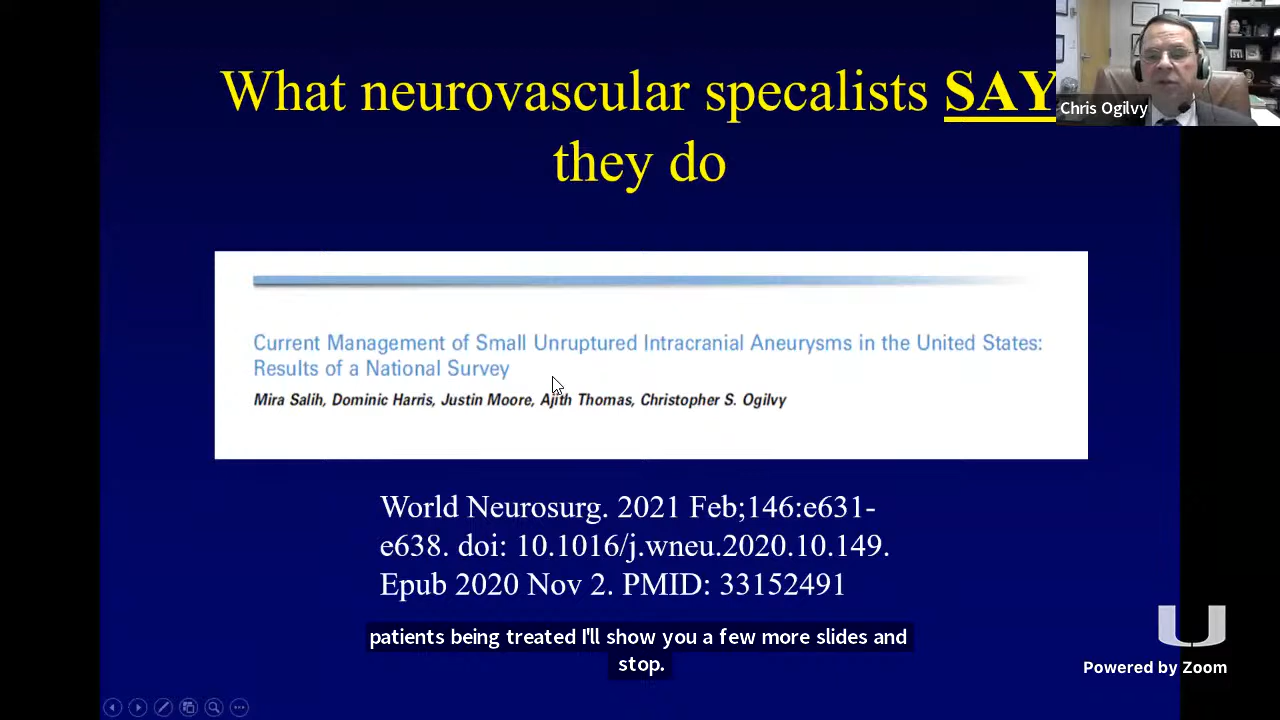 What neurovascular specalists SAY
they do
Chris Ogilvy
Current Management of Small Unruptured Intracranial Aneurysms in the United States:
Results of a National Survey
Mira Salih, Dominic Harris, Justin Moore, Ajith Thomas, Christopher S. Ogilvy
World Neurosurg. 2021 Feb;146:e631-
e638. doi: 10.1016/j.wneu.2020.10.149.
Epub 2020 Nov 2. PMID: 33152491
patients being treated I'll show you a few more slides and
stop.
U
Powered by Zoom